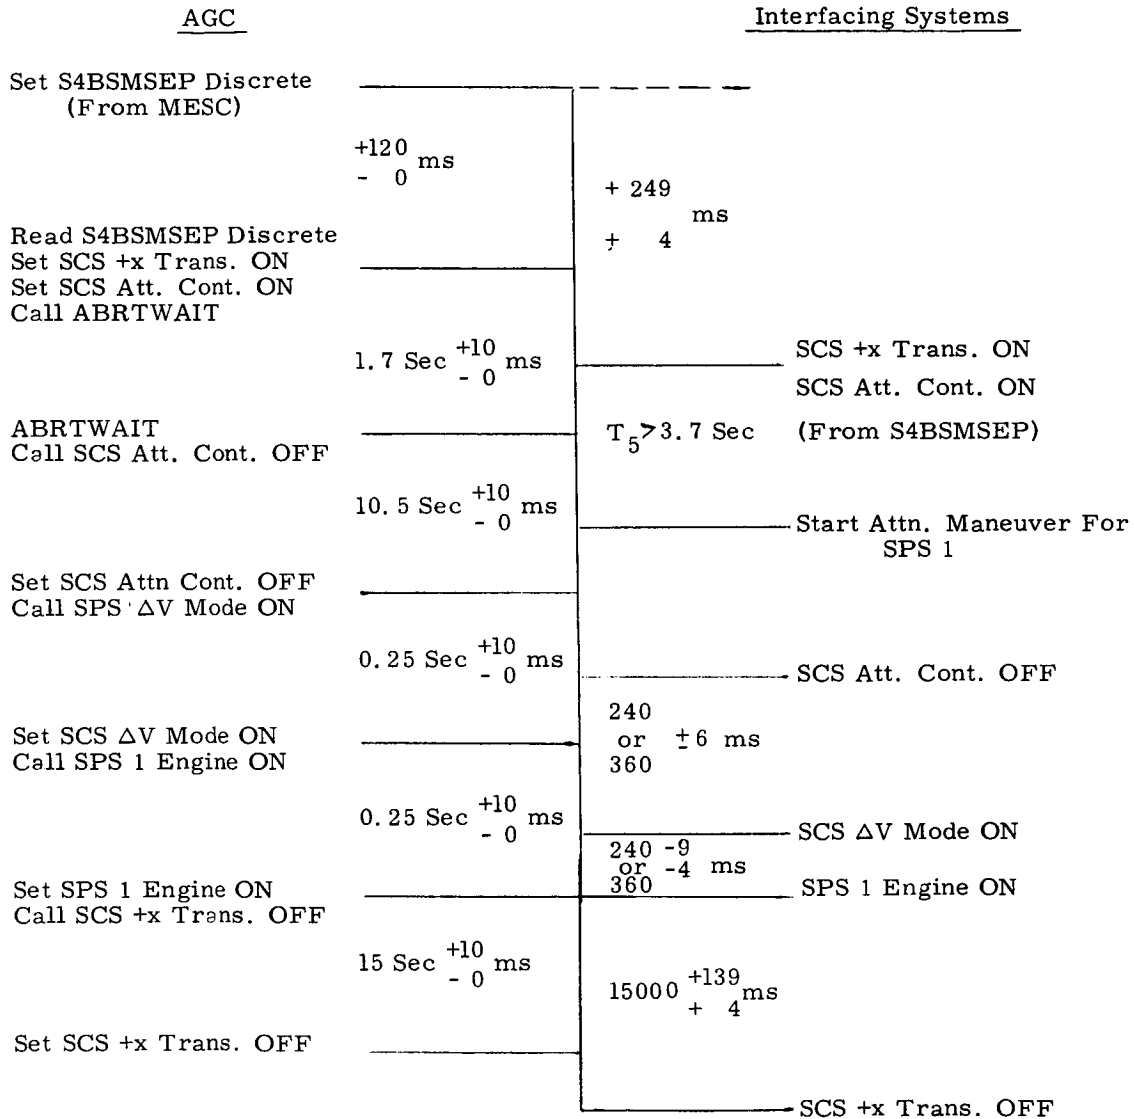 AGC
Interfacing Systems
Set S4BSMSEP Discrete
(From MESC)
+120
- 0 ms
+ 249
ms
+ 4
Read S4BSMSEP Discrete
Set SCS +x Trans. ON
Set SCS Att. Cont. ON
Call ABRTWAIT
1.7 Sec +10 ms
- 0
SCS +x Trans. ON
SCS Att. Cont. ON
ABRTWAIT
Call SCS Att. Cont. OFF
T5>3.7 Sec (From S4BSMSEP)
10.5 Sec +10 ms
- 0
Start Attn. Maneuver For
SPS 1
Set SCS Attn Cont. OFF
Call SPS ΔV Mode ON
0.25 Sec +10 ms
- 0
SCS Att. Cont. OFF
240
or ±6 ms
360
Set SCS ΔV Mode ON
Call SPS 1 Engine ON
0.25 Sec +10 ms
- 0
SCS ΔV Mode ON
240 -9
or -4 ms
360
Set SPS 1 Engine ON
Call SCS +x Trans. OFF
SPS 1 Engine ON
15 Sec +10 ms
- 0
15000 +139 ms
+ 4
Set SCS +x Trans. OFF
SCS +x Trans. OFF